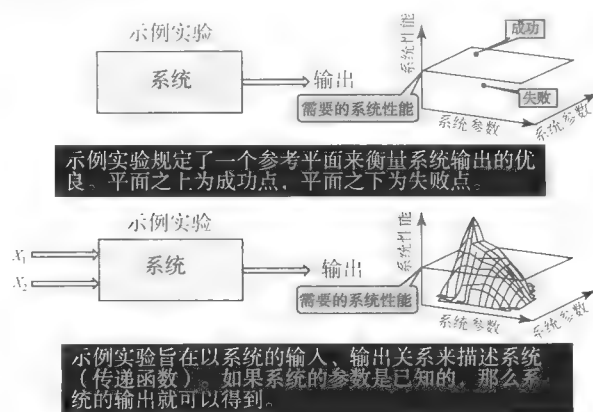 示例实验
系统
输出
系统性能
成功
失败
需要的系统性能
系统参数
系统参数
示例实验规定了一个参考平面来衡量系统输出的优
良。平面之上为成功点，平面之下为失败点。
示例实验
x₁
x₂
系统
输出
系统性能
需要的系统性能
系统参数
系统参数
示例实验旨在以系统的输入、输出关系来描述系统
（传递函数） 如果系统的参数是已知的，那么系
统的输出就可以得到。